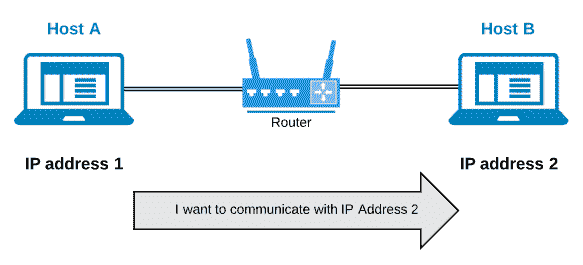 Host A
Host B
Router
IP address 1
IP address 2
I want to communicate with IP Address 2